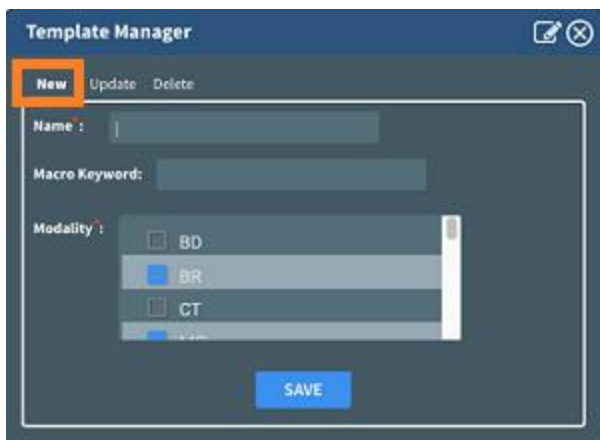 Template Manager
New Update Delete
Name*:
Macro Keyword:
Modality*:
BD
BR
CT
SAVE